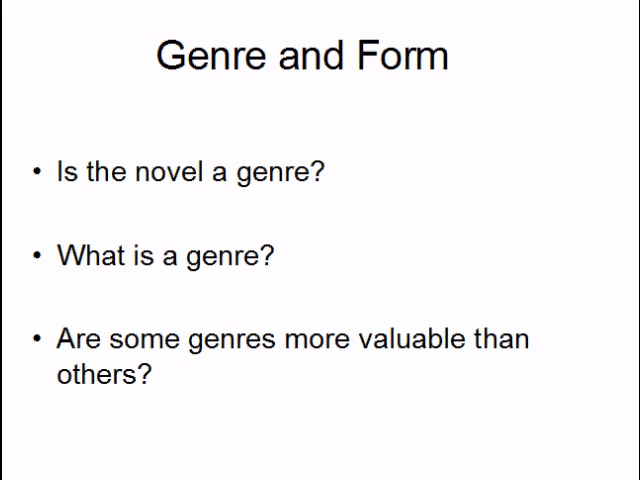 Genre and Form
• Is the novel a genre?
• What is a genre?
• Are some genres more valuable than
others?